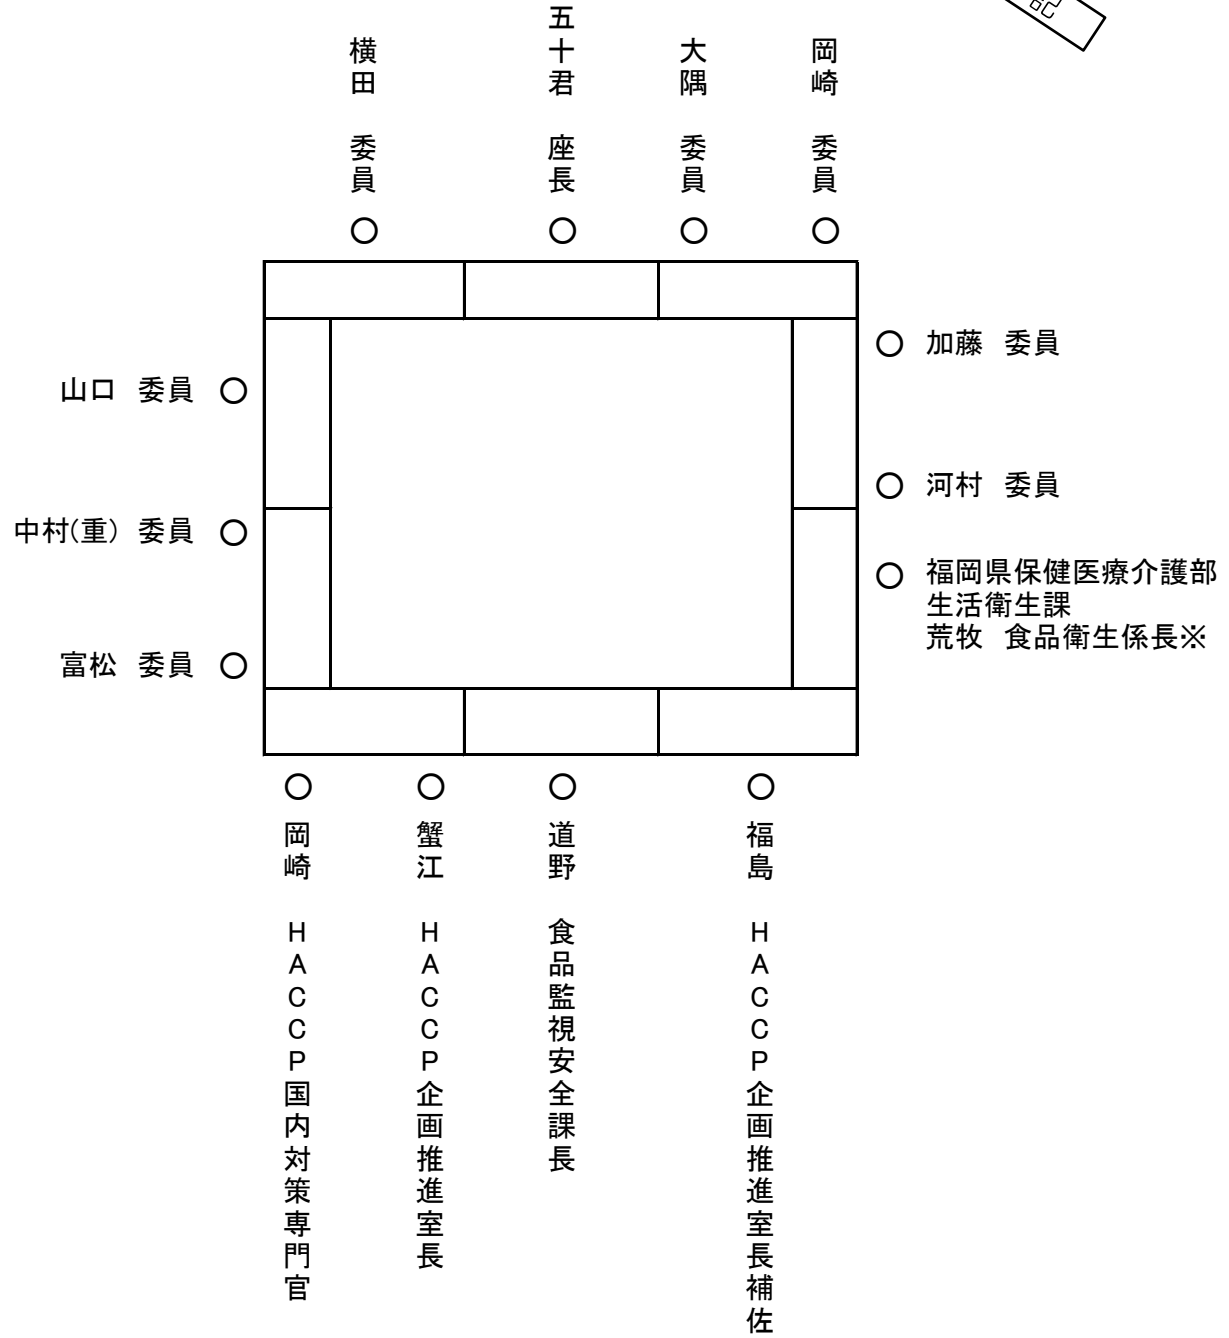 横田　委員
五十君　座長
大隅　委員
岡崎　委員
山口　委員
中村(重)　委員
富松　委員
加藤　委員
河村　委員
福岡県保健医療介護部
生活衛生課
荒牧　食品衛生係長※
岡崎　HACCP国内対策専門官
蟹江　HACCP企画推進室長
道野　食品監視安全課長
福島　HACCP企画推進室長補佐